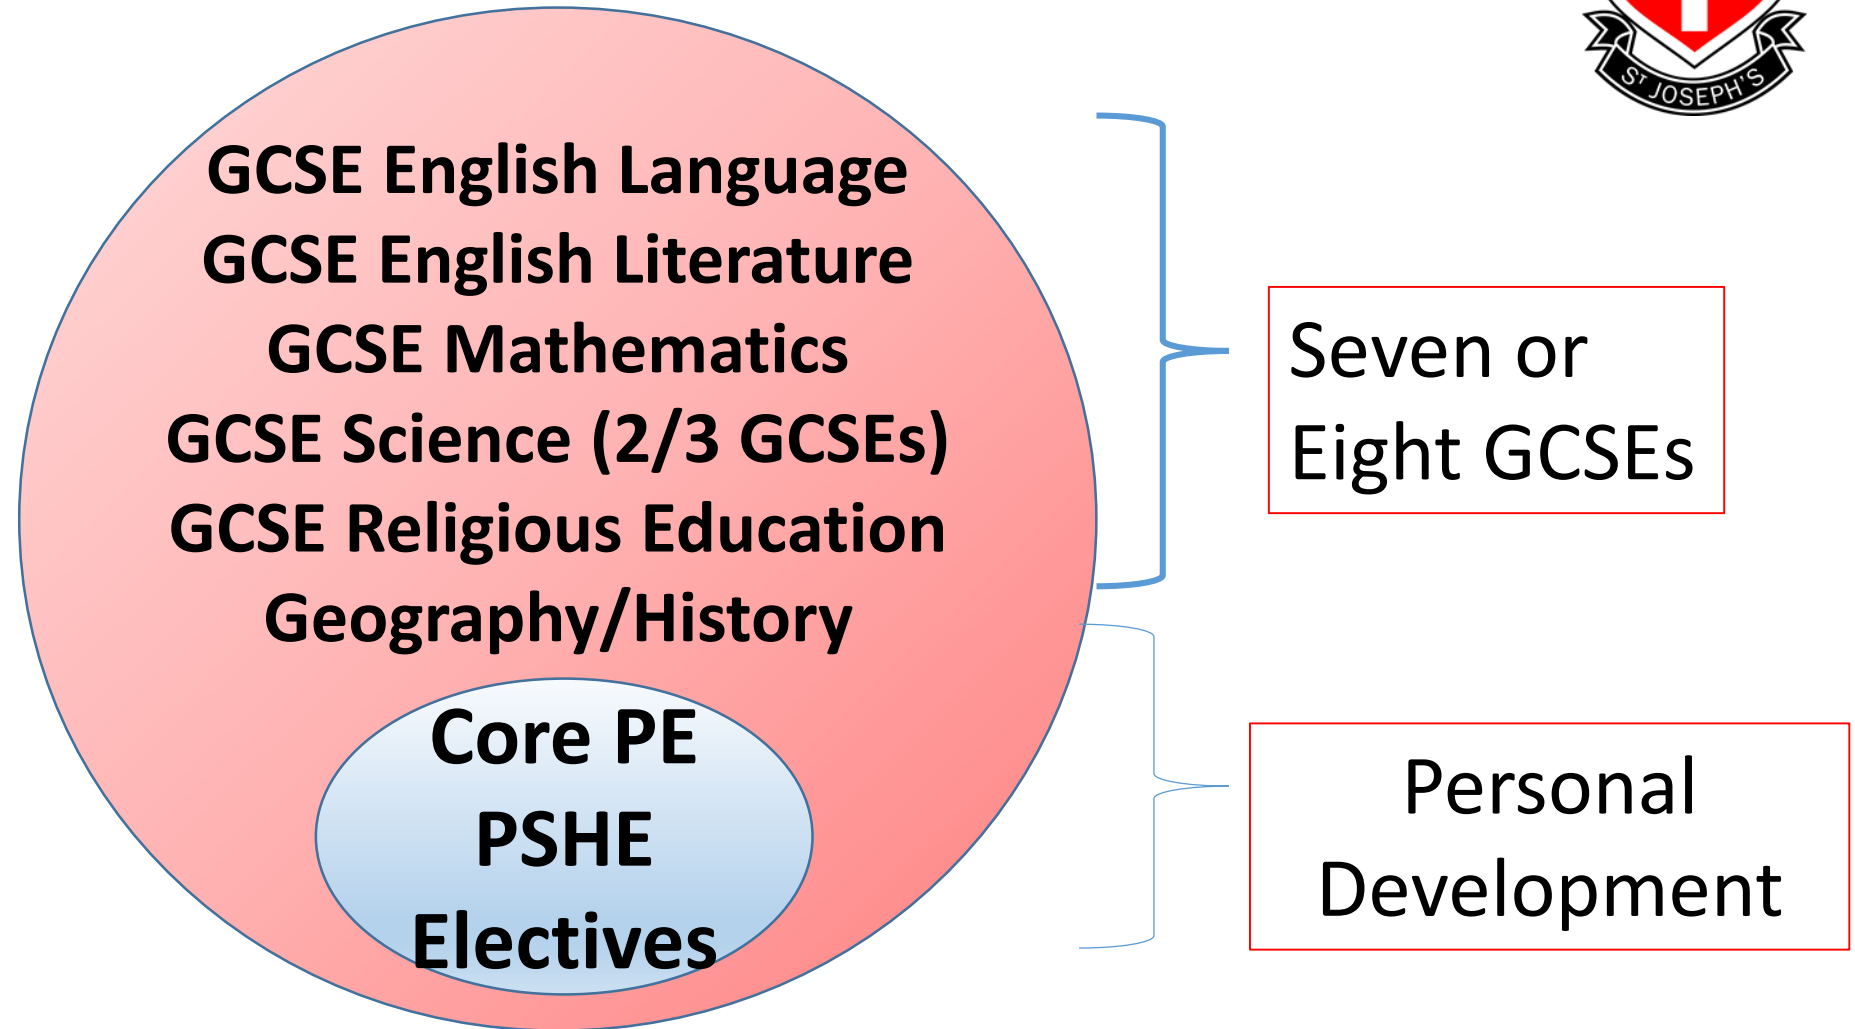 ST JOSEPH'S
GCSE English Language
GCSE English Literature
GCSE Mathematics
GCSE Science (2/3 GCSEs)
GCSE Religious Education
Geography/History
Seven or
Eight GCSEs
Core PE
PSHE
Electives
Personal
Development